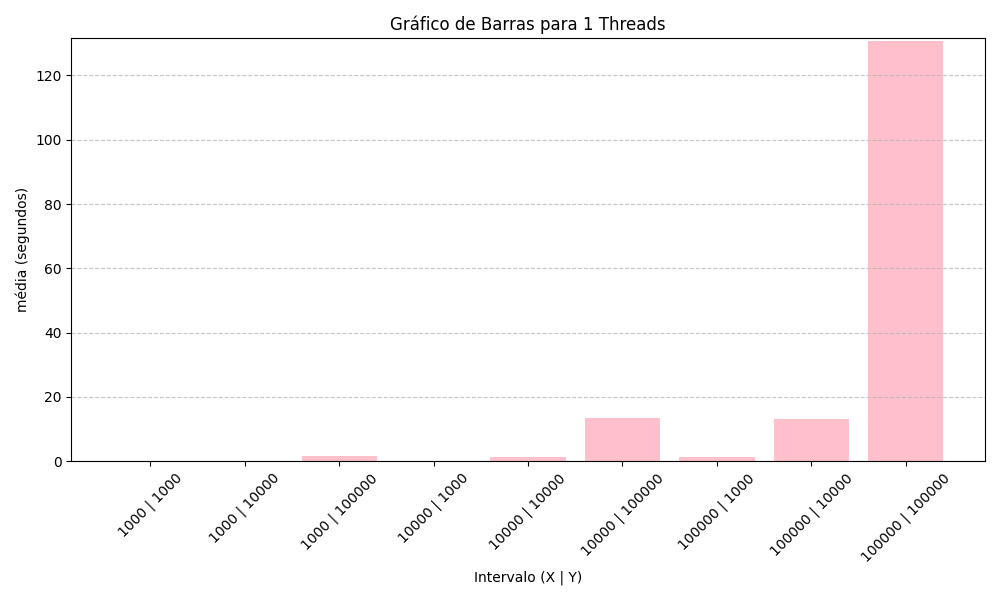 Gráfico de Barras para 1 Threads
média (segundos)
120
100
80
60
40
20
0
1000 | 1000
1000 | 10000
1000 | 100000
10000 | 1000
10000 | 10000
10000 | 100000
100000 | 1000
100000 | 10000
100000 | 100000
Intervalo (X | Y)